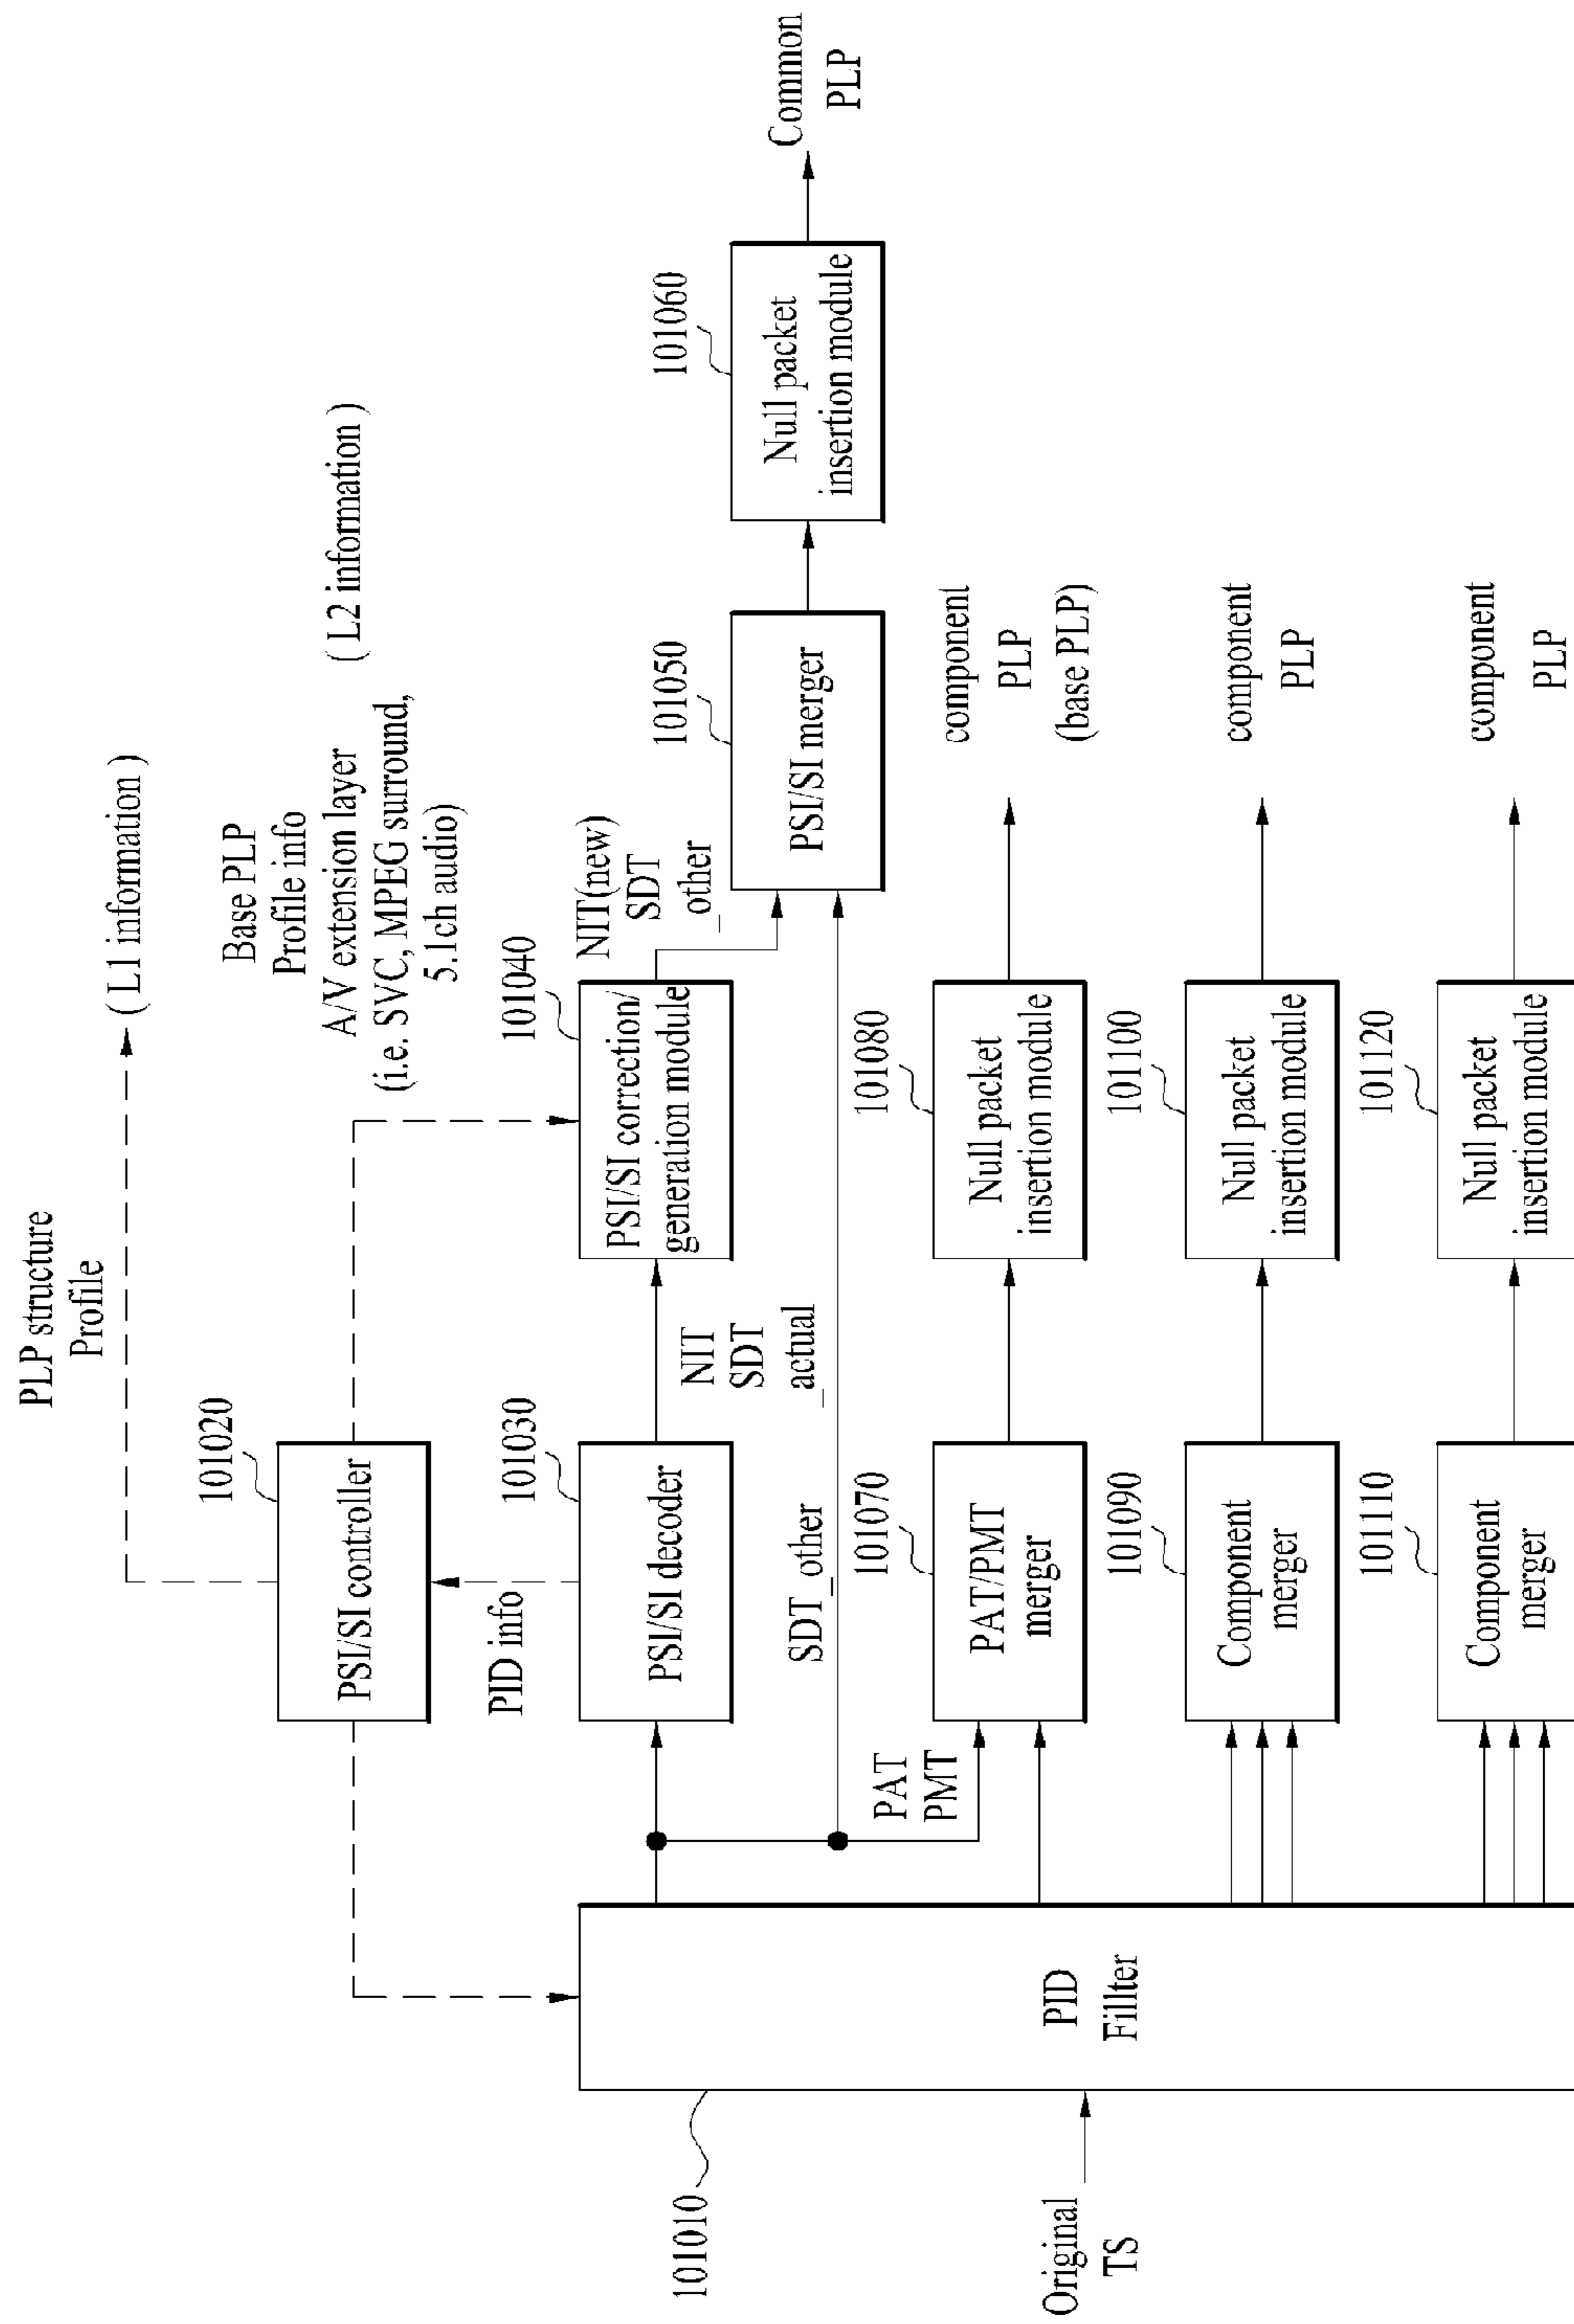 PLP structure
Profile
( L1 information )
Base PLP
Profile info
A/V extension layer
(i.e. SVC, MPEG surround,
5.1ch audio)
( L2 information )
101020
PSI/SI controller
PID info
101030
PSI/SI decoder
NIT
SDT
_actual
101040
PSI/SI correction/
generation module
NIT(new)
SDT
_other
101050
PSI/SI merger
101060
Null packet
insertion module
Common
PLP
SDT_other
PAT
PMT
101070
PAT/PMT
merger
101080
Null packet
insertion module
component
PLP
(base PLP)
101090
Component
merger
101100
Null packet
insertion module
component
PLP
101110
Component
merger
101120
Null packet
insertion module
component
PLP
101010
PID
Fillter
Original
TS